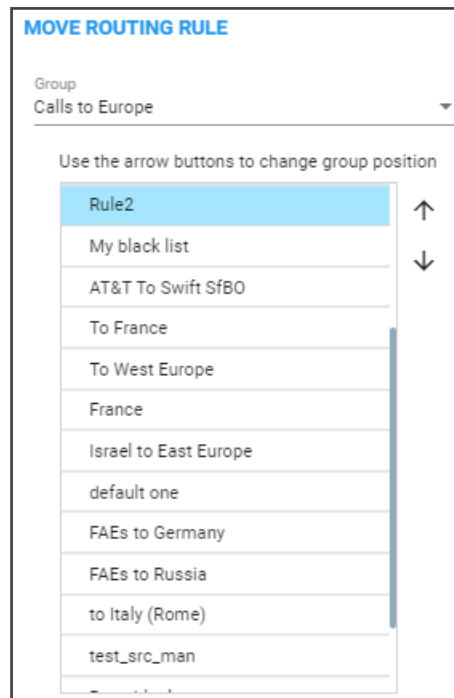 MOVE ROUTING RULE
Group
Calls to Europe
Use the arrow buttons to change group position
Rule2
My black list
AT&T To Swift SfBO
To France
To West Europe
France
Israel to East Europe
default one
FAEs to Germany
FAEs to Russia
to Italy (Rome)
test_src_man